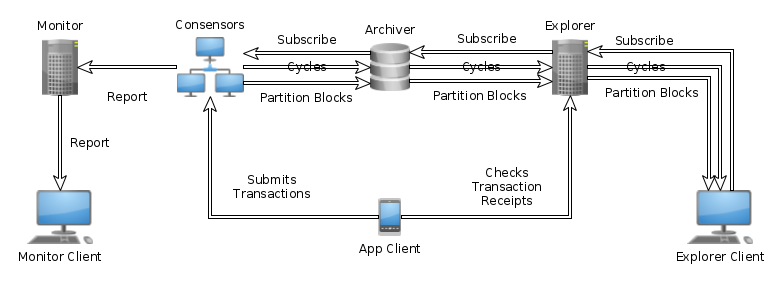 Monitor
Consensors
Archiver
Explorer
Subscribe
Subscribe
Subscribe
Cycles
Cycles
Cycles
Report
Partition Blocks
Partition Blocks
Partition Blocks
Report
Submits
Transactions
Checks
Transaction
Receipts
App Client
Monitor Client
Explorer Client